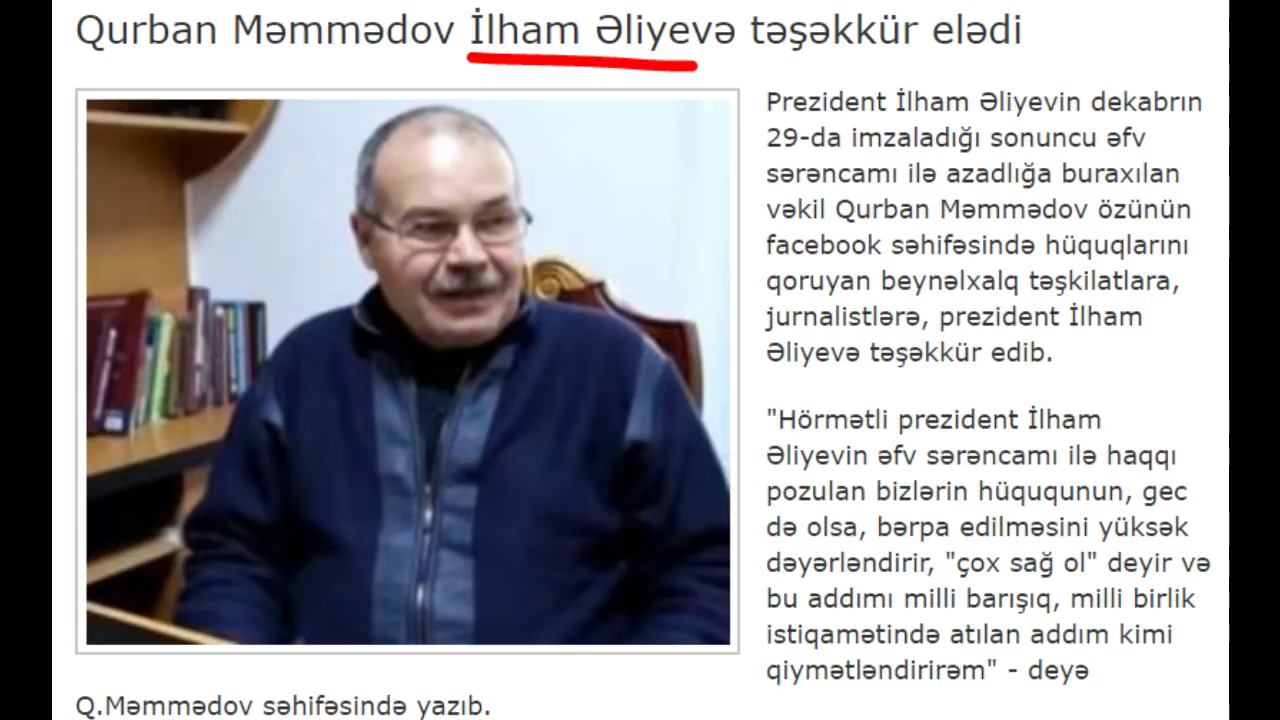 Qurban Məmmədov İlham Əliyevə təşəkkür elədi
Prezident İlham Əliyevin dekabrın
29-da imzaladığı sonuncu əfv
sərəncamı ilə azadlığa buraxılan
vəkil Qurban Məmmədov özünün
facebook səhifəsində hüquqlarını
qoruyan beynəlxalq təşkilatlara,
jurnalistlərə, prezident İlham
Əliyevə təşəkkür edib.
"Hörmətli prezident İlham
Əliyevin əfv sərəncamı ilə haqqı
pozulan bizlərin hüququnun, gec
də olsa, bərpa edilməsini yüksək
dəyərləndirir, "çox sağ ol" deyir və
bu addımı milli barışıq, milli birlik
istiqamətində atılan addım kimi
qiymətləndirirəm" - deyə
Q.Məmmədov səhifəsində yazıb.